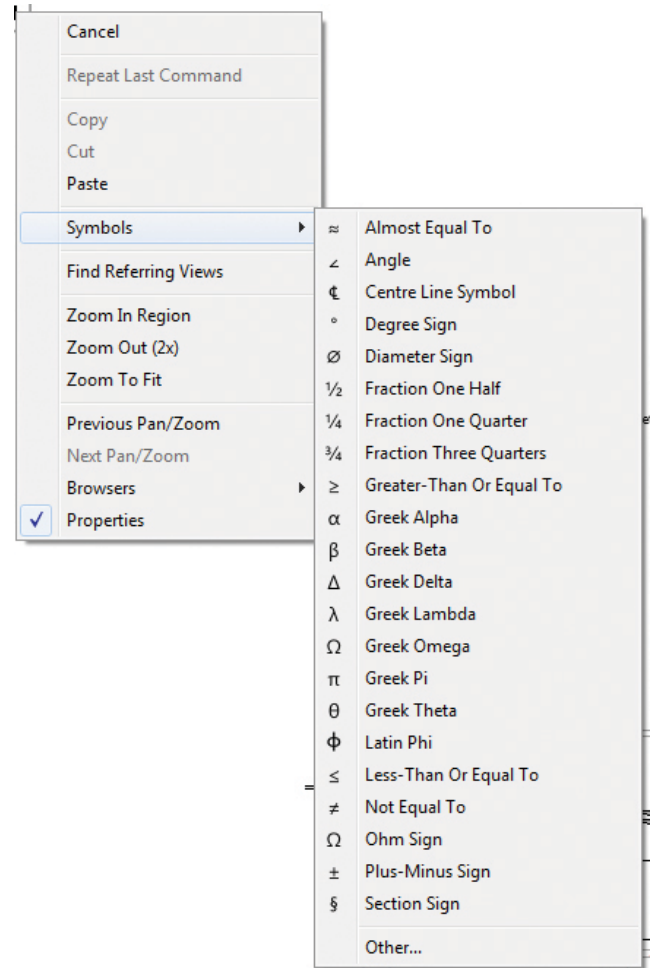 Cancel
Repeat Last Command
Copy
Cut
Paste
Symbols
Find Referring Views
Zoom In Region
Zoom Out (2x)
Zoom To Fit
Previous Pan/Zoom
Next Pan/Zoom
Browsers
✓ Properties
≈ Almost Equal To
∠ Angle
℄ Centre Line Symbol
° Degree Sign
Ø Diameter Sign
½ Fraction One Half
¼ Fraction One Quarter
¾ Fraction Three Quarters
≥ Greater-Than Or Equal To
α Greek Alpha
β Greek Beta
Δ Greek Delta
λ Greek Lambda
Ω Greek Omega
π Greek Pi
θ Greek Theta
ϕ Latin Phi
≤ Less-Than Or Equal To
≠ Not Equal To
Ω Ohm Sign
± Plus-Minus Sign
§ Section Sign
Other...